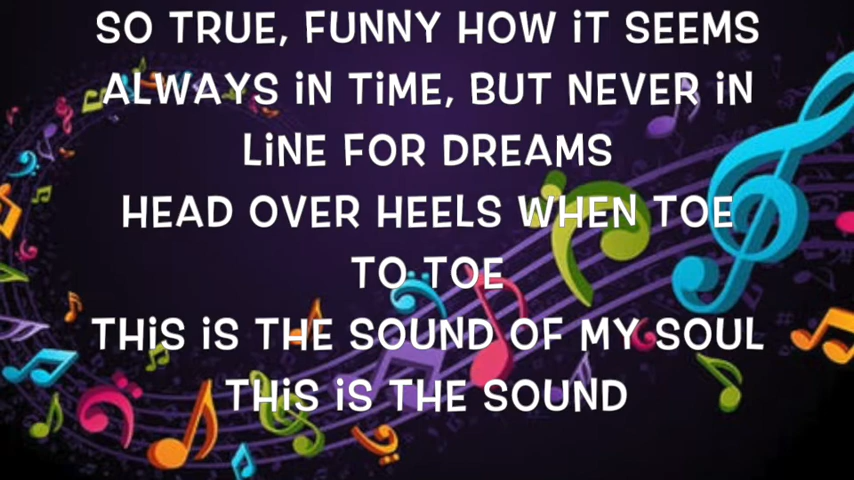 SO TRUE, FUNNY HOW iT SEEMS
ALWAYS iN TiME, BUT NEVER iN
LiNE FOR DREAMS
HEAD OVER HEELS WHEN TOE
TO TOE
THiS iS THE SOUND OF MY SOUL
THiS iS THE SOUND